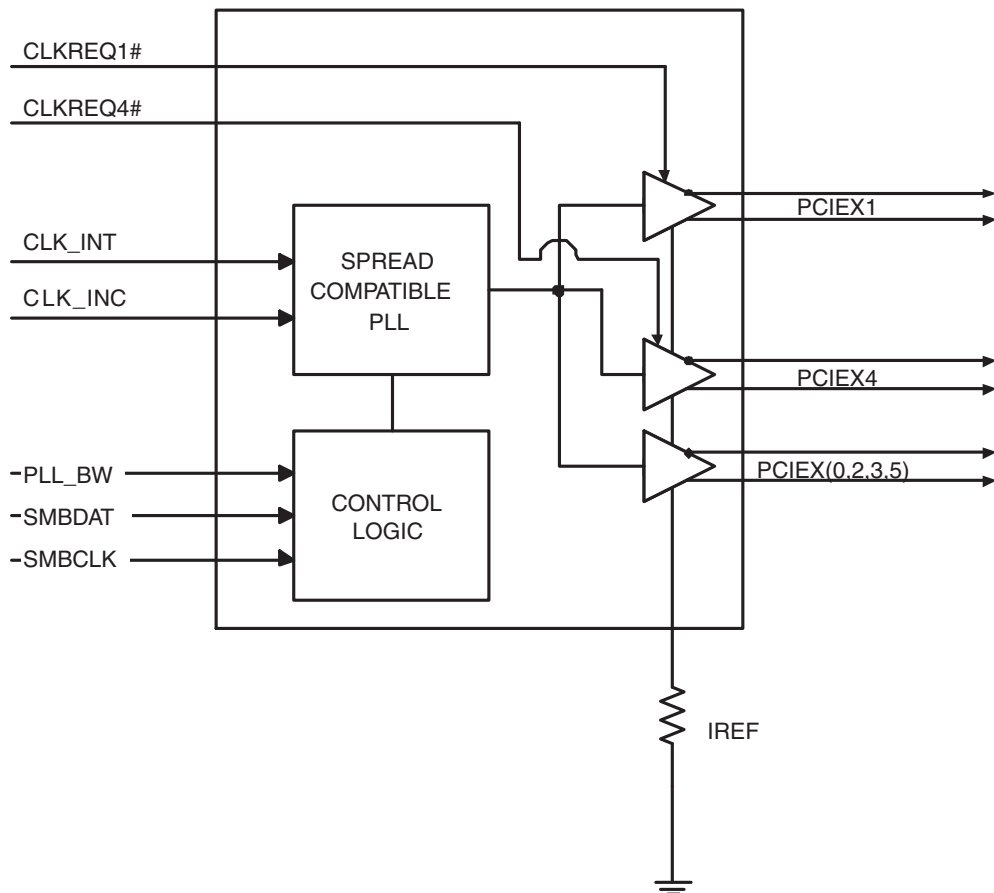 CLKREQ1#
CLKREQ4#
PCIEX1
CLK_INT
SPREAD
COMPATIBLE
PLL
CLK_INC
PCIEX4
PLL_BW
PCIEX(0,2,3,5)
CONTROL
LOGIC
SMBDAT
SMBCLK
IREF